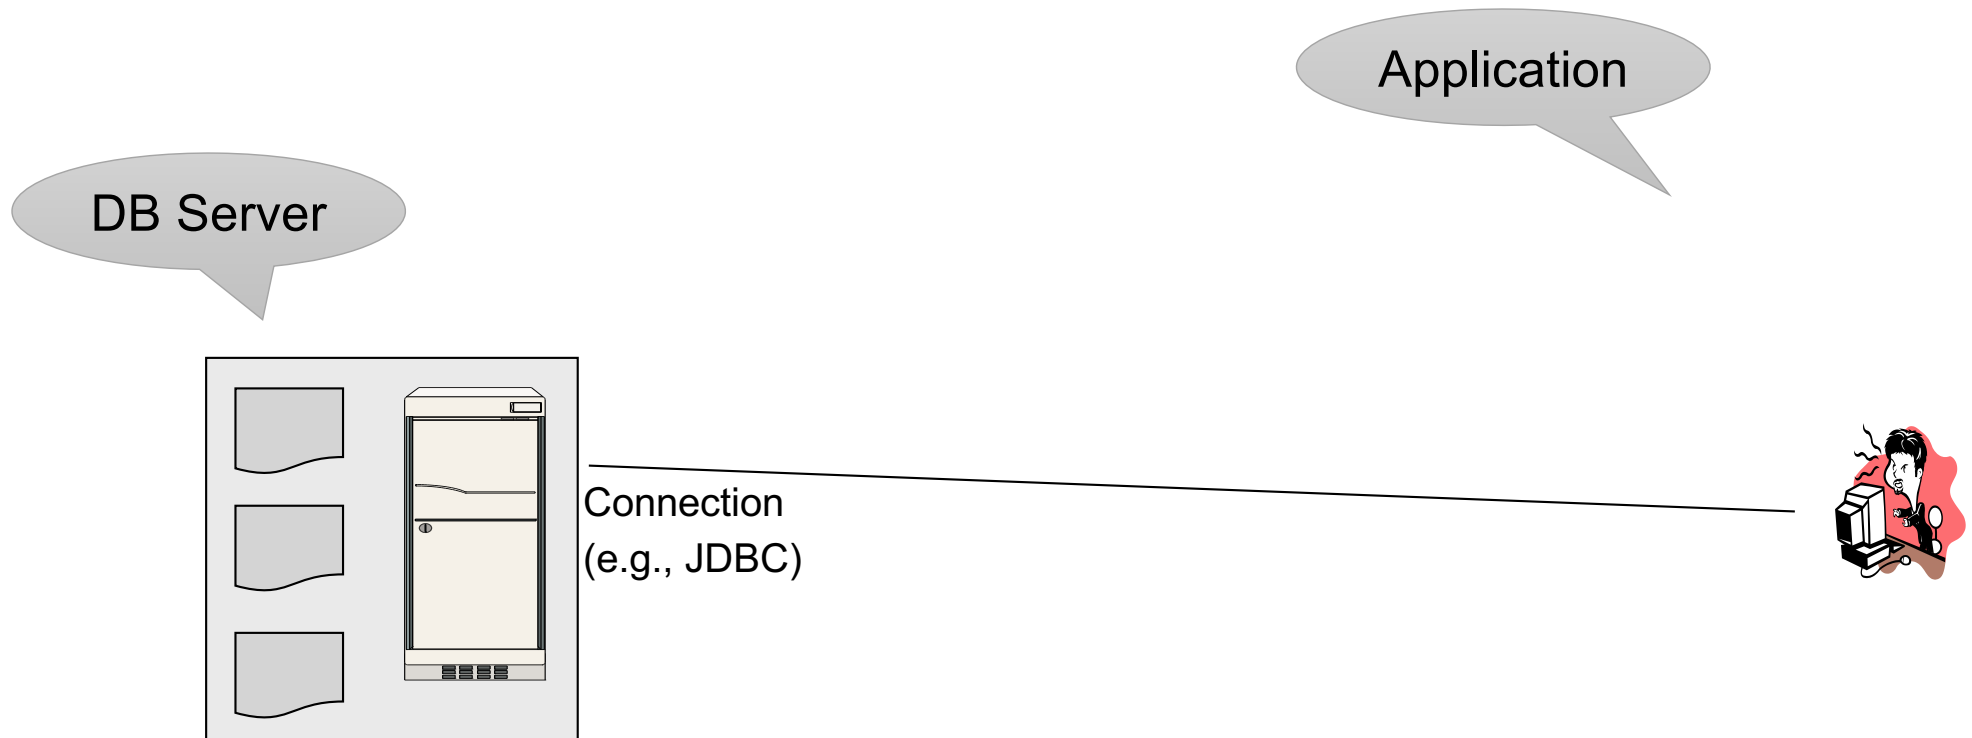 Application
DB Server
Connection
(e.g., JDBC)